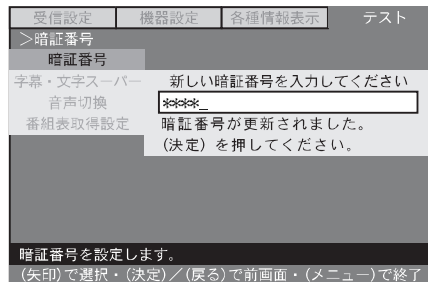 受信設定 機器設定 各種情報表示 テスト
＞暗証番号
暗証番号
字幕・文字スーパー
音声切換
番組表取得設定
新しい暗証番号を入力してください
****_
暗証番号が更新されました。
(決定) を押してください。
暗証番号を設定します。
(矢印)で選択・(決定)／(戻る)で前画面・(メニュー)で終了